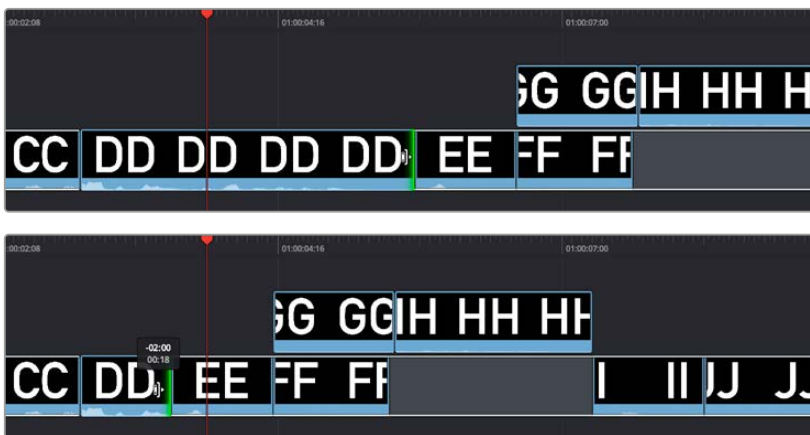 :00:02:08 01:00:04:16 01:00:07:00
GG GG HH HH H
CC DD DD DD DD EE FF FF
:00:02:08 01:00:04:16 01:00:07:00
GG GG HH HH HH
-02:00
00:18
CC DD EE FF FF I II JJ JJ